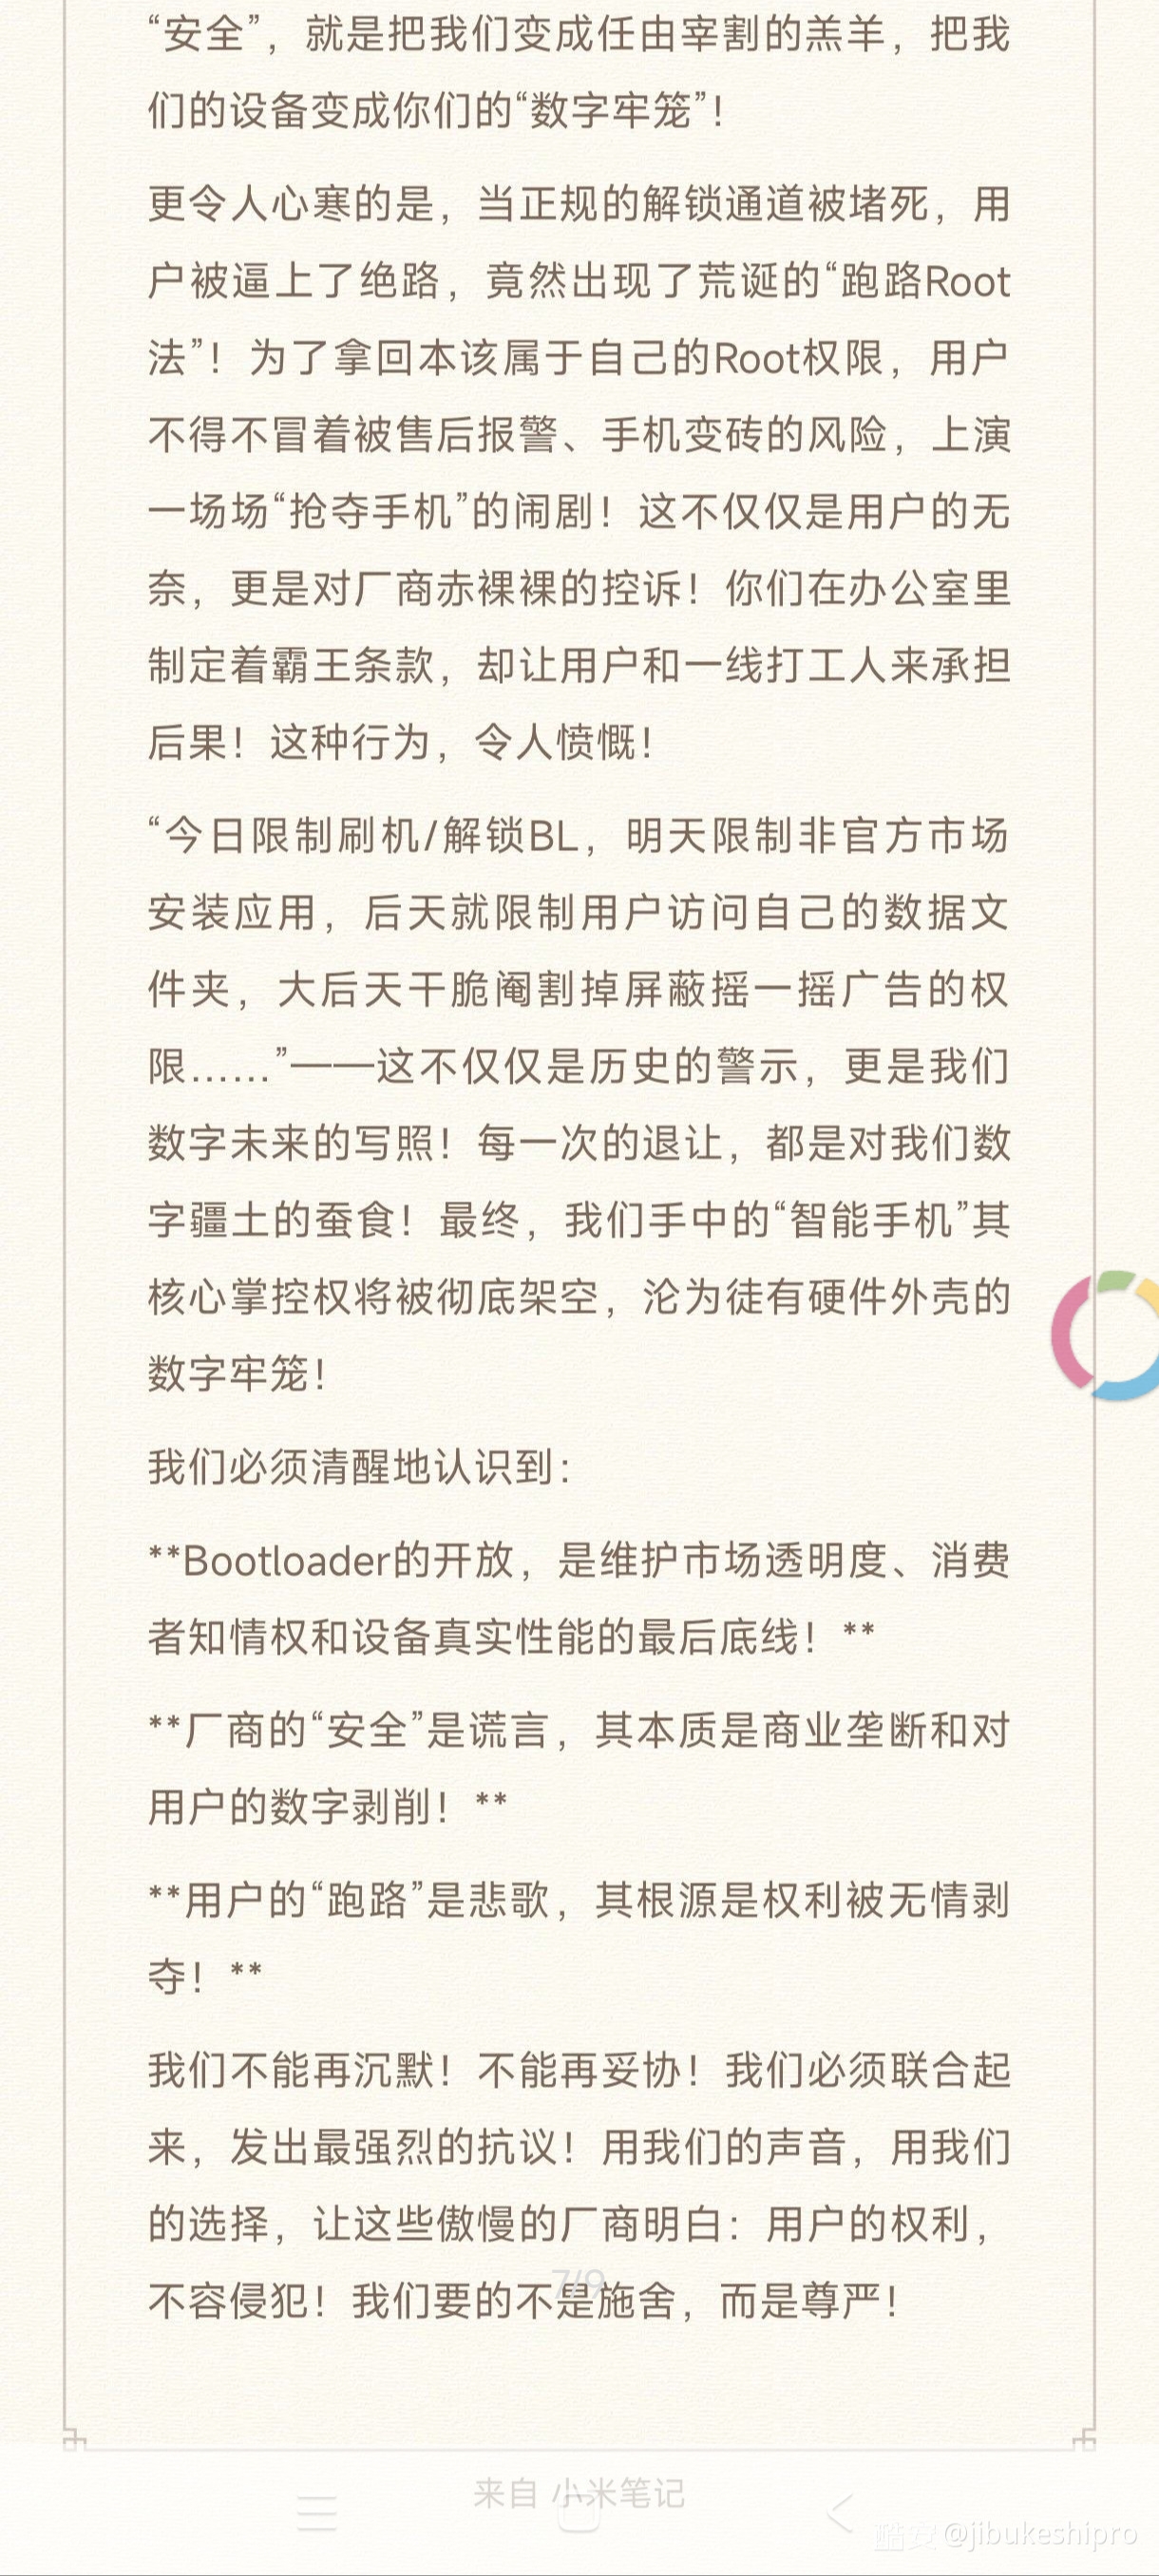 “安全”，就是把我们变成任由宰割的羔羊，把我
们的设备变成你们的“数字牢笼”！
更令人心寒的是，当正规的解锁通道被堵死，用
户被逼上了绝路，竟然出现了荒诞的“跑路Root
法”！为了拿回本该属于自己的Root权限，用户
不得不冒着被售后报警、手机变砖的风险，上演
一场场“抢夺手机”的闹剧！这不仅仅是用户的无
奈，更是对厂商赤裸裸的控诉！你们在办公室里
制定着霸王条款，却让用户和一线打工人来承担
后果！这种行为，令人愤慨！
“今日限制刷机/解锁BL，明天限制非官方市场
安装应用，后天就限制用户访问自己的数据文
件夹，大后天干脆阉割掉屏蔽摇一摇广告的权
限……”——这不仅仅是历史的警示，更是我们
数字未来的写照！每一次的退让，都是对我们数
字疆土的蚕食！最终，我们手中的“智能手机”其
核心掌控权将被彻底架空，沦为徒有硬件外壳的
数字牢笼！
我们必须清醒地认识到：
**Bootloader的开放，是维护市场透明度、消费
者知情权和设备真实性能的最后底线！**
**厂商的“安全”是谎言，其本质是商业垄断和对
用户的数字剥削！**
**用户的“跑路”是悲歌，其根源是权利被无情剥
夺！**
我们不能再沉默！不能再妥协！我们必须联合起
来，发出最强烈的抗议！用我们的声音，用我们
的选择，让这些傲慢的厂商明白：用户的权利，
不容侵犯！我们要的不是施舍，而是尊严！
7/9
来自 小米笔记
酷安 @jibukeshipro